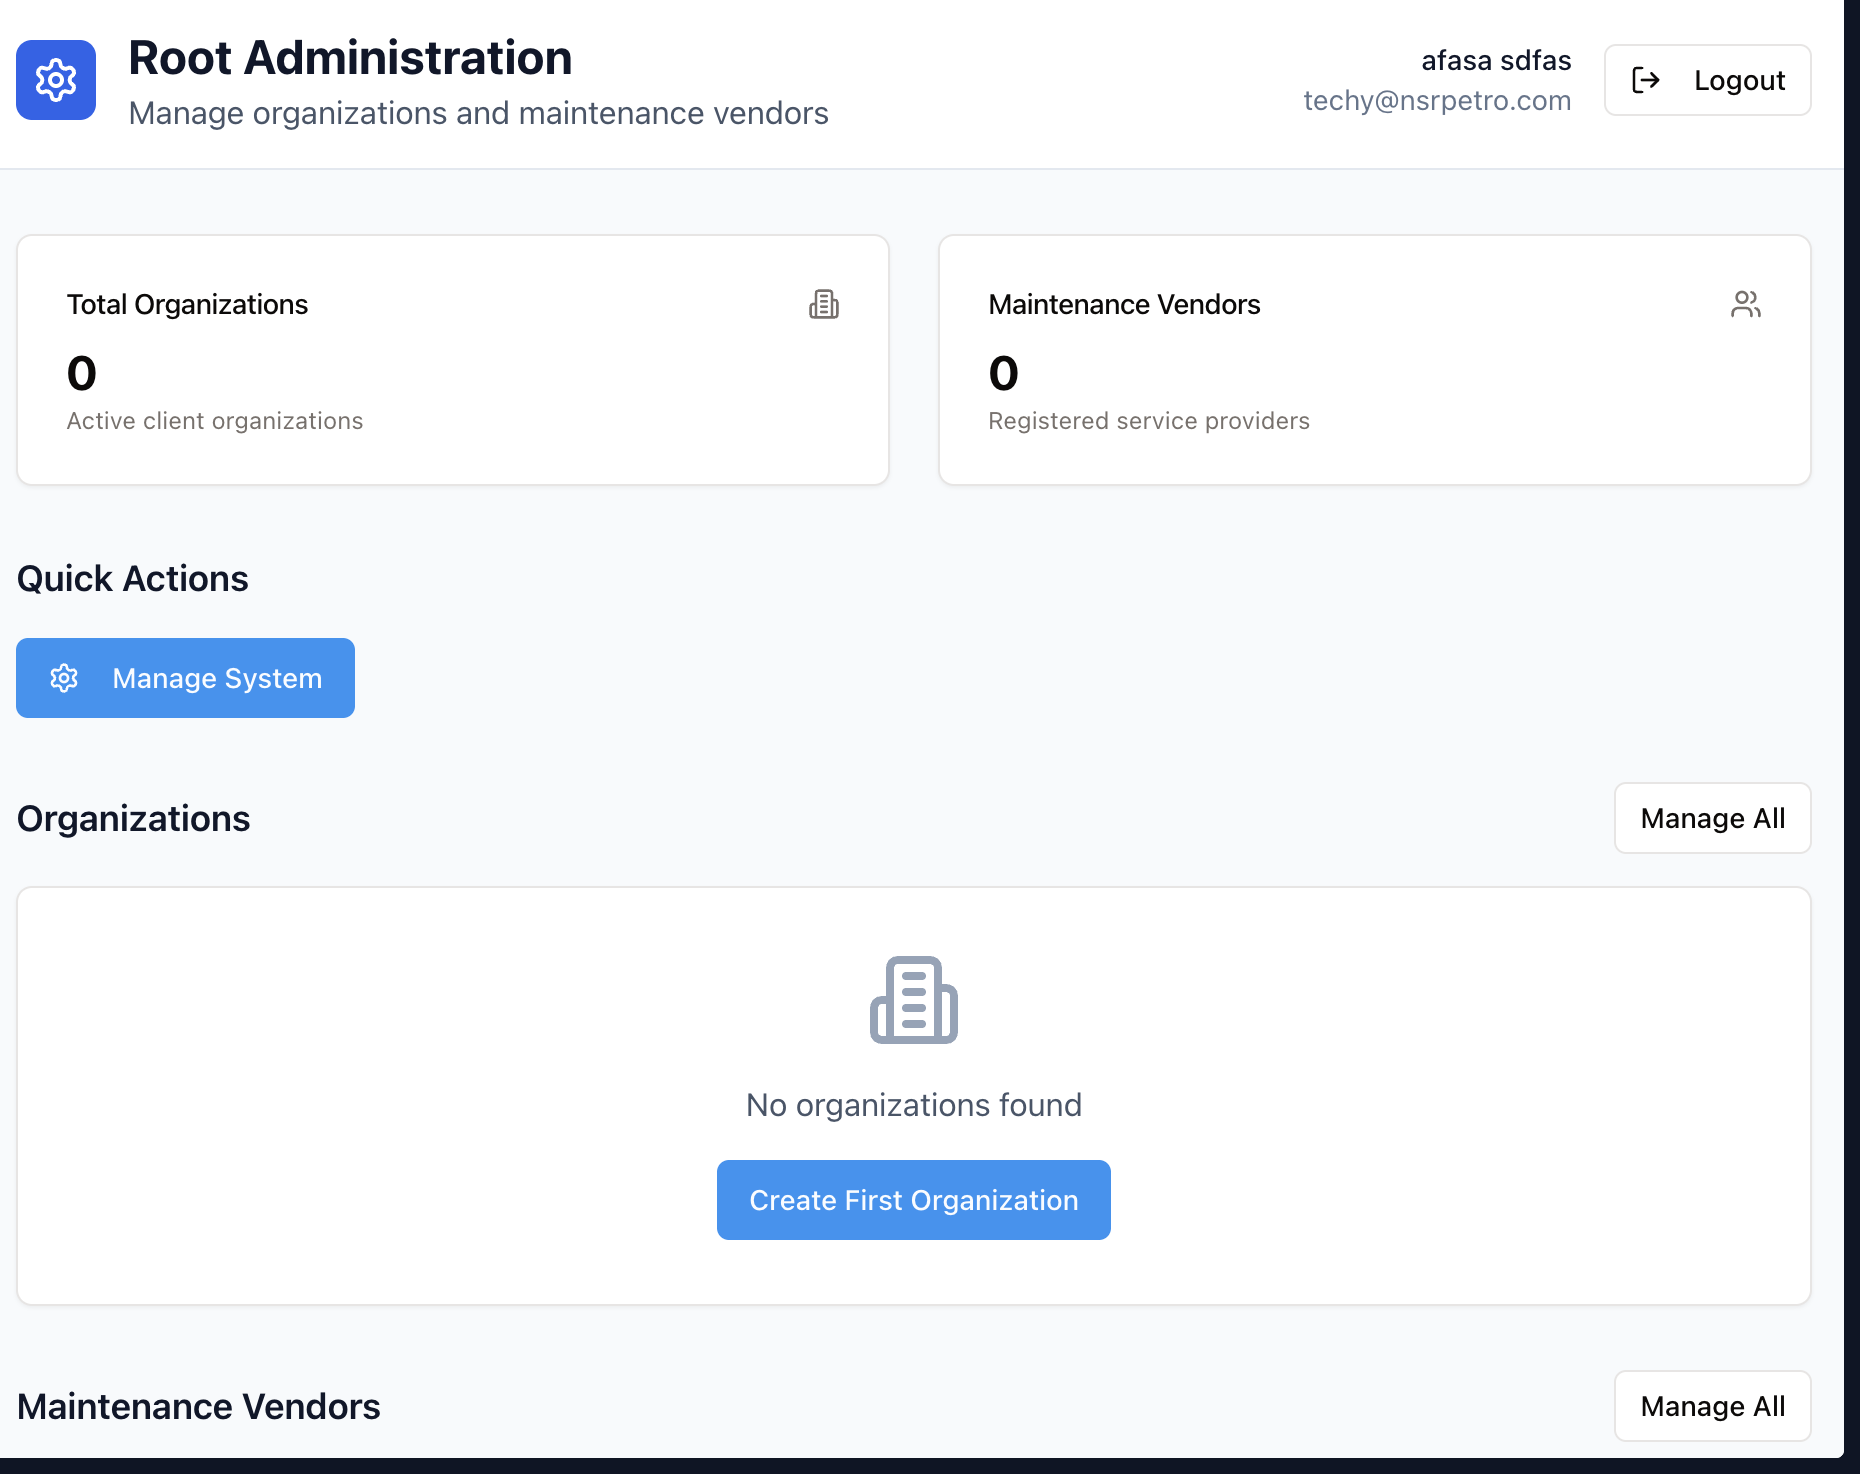 Root Administration
Manage organizations and maintenance vendors
afasa sdfas
techy@nsrpetro.com
Logout
Total Organizations
0
Active client organizations
Maintenance Vendors
0
Registered service providers
Quick Actions
Manage System
Organizations
Manage All
No organizations found
Create First Organization
Maintenance Vendors
Manage All